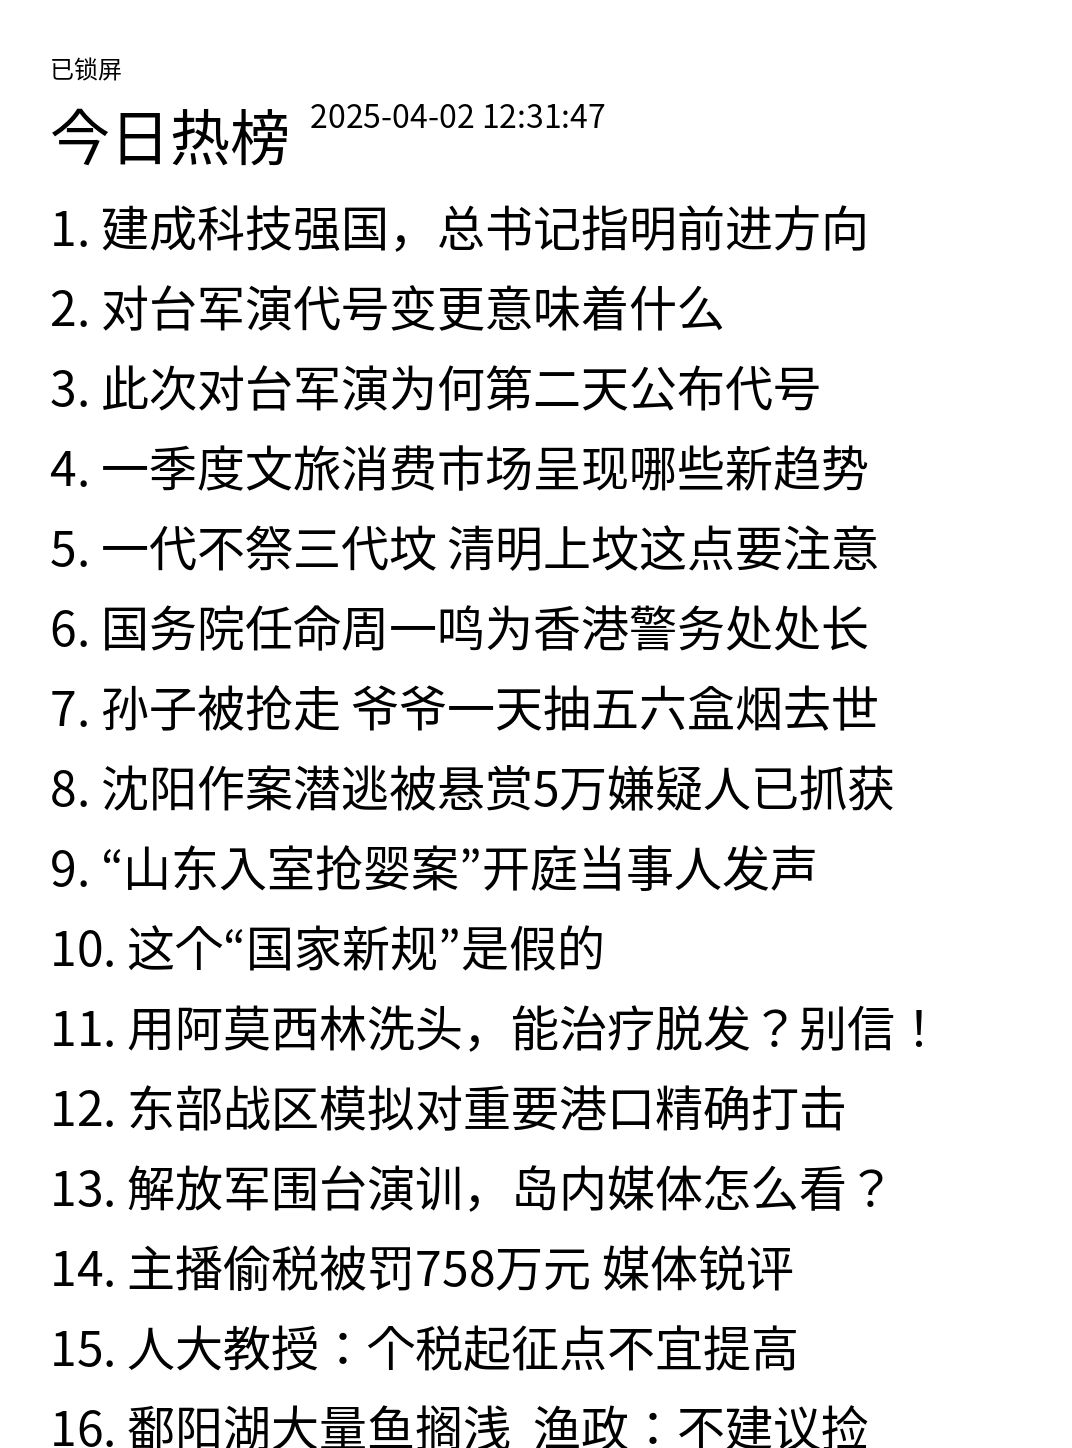 已锁屏
今日热榜 2025-04-02 12:31:47
1. 建成科技强国，总书记指明前进方向
2. 对台军演代号变更意味着什么
3. 此次对台军演为何第二天公布代号
4. 一季度文旅消费市场呈现哪些新趋势
5. 一代不祭三代坟 清明上坟这点要注意
6. 国务院任命周一鸣为香港警务处处长
7. 孙子被抢走 爷爷一天抽五六盒烟去世
8. 沈阳作案潜逃被悬赏5万嫌疑人已抓获
9. “山东入室抢婴案”开庭当事人发声
10. 这个“国家新规”是假的
11. 用阿莫西林洗头，能治疗脱发？别信！
12. 东部战区模拟对重要港口精确打击
13. 解放军围台演训，岛内媒体怎么看？
14. 主播偷税被罚758万元 媒体锐评
15. 人大教授：个税起征点不宜提高
16. 鄱阳湖大量鱼搁浅 渔政：不建议捡